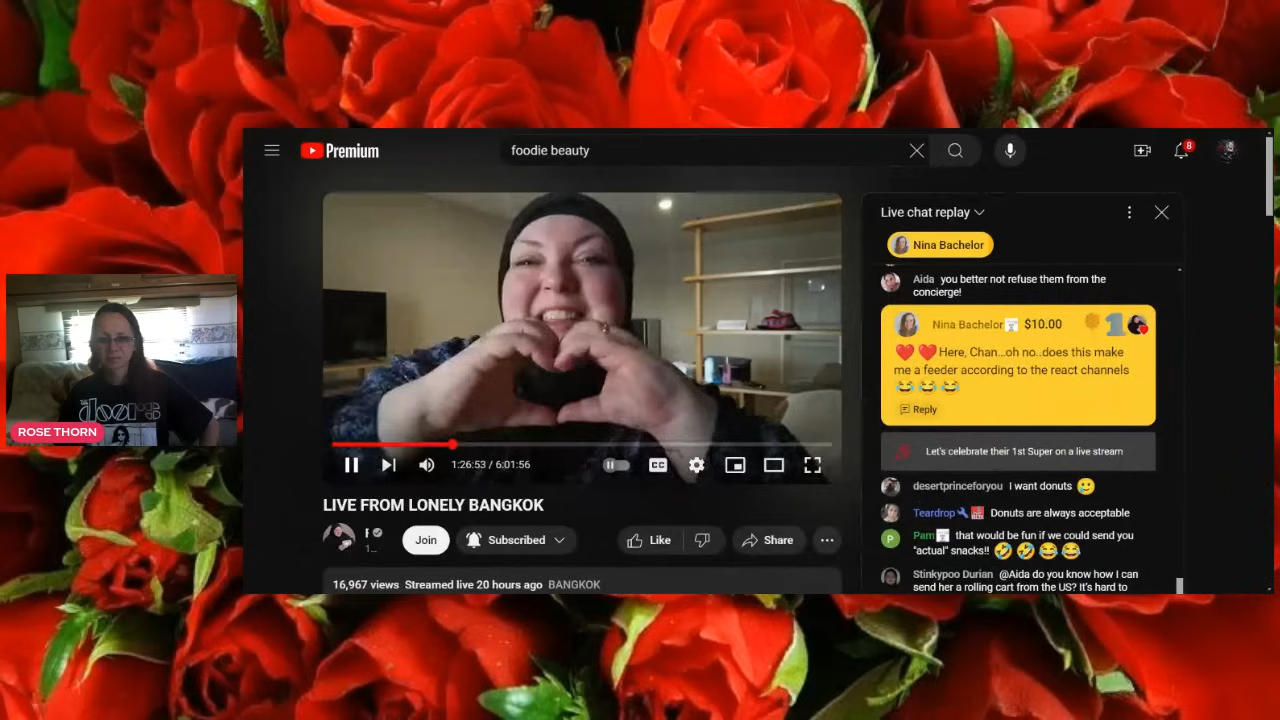 Premium
foodie beauty
8
Live chat replay
Nina Bachelor
Aida you better not refuse them from the
concierge!
Nina Bachelor $10.00
1
❤️ ❤️Here, Chan...oh no..does this make
me a feeder according to the react channels
😂 😂 😂
Reply
Let's celebrate their 1st Super on a live stream
desertprinceforyou I want donuts 🥲
Teardrop Donuts are always acceptable
P
Pam that would be fun if we could send you
"actual" snacks!! 🤣 🤣 😂 😂
Stinkypoo Durian @Aida do you know how I can
send her a rolling cart from the US? It's hard to
1:26:53 / 6:01:56
CC
LIVE FROM LONELY BANGKOK
Join
Subscribed
Like
Share
16,967 views Streamed live 20 hours ago BANGKOK
the
doors
ROSE THORN